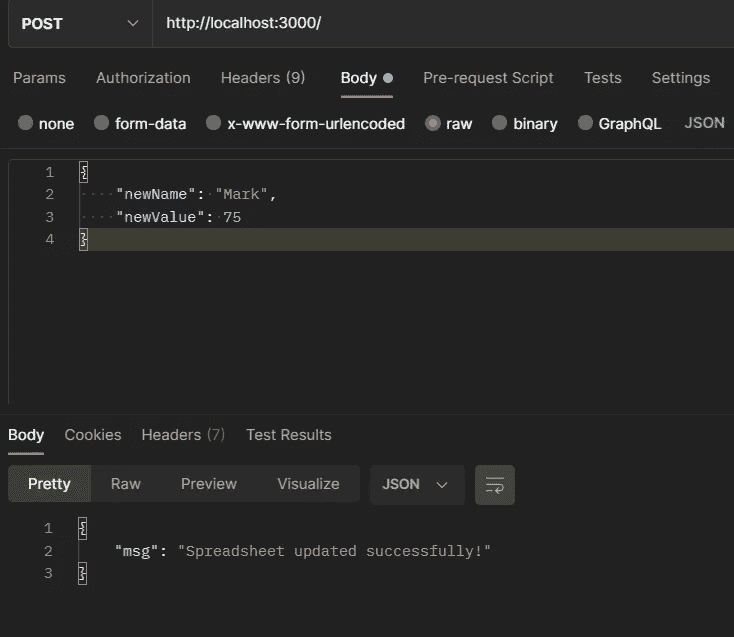 POST http://localhost:3000/
Params Authorization Headers (9) Body Pre-request Script Tests Settings
none form-data x-www-form-urlencoded raw binary GraphQL JSON
1 {
2 "newName": "Mark",
3 "newValue": 75
4 }
Body Cookies Headers (7) Test Results
Pretty Raw Preview Visualize JSON
1 {
2 "msg": "Spreadsheet updated successfully!"
3 }